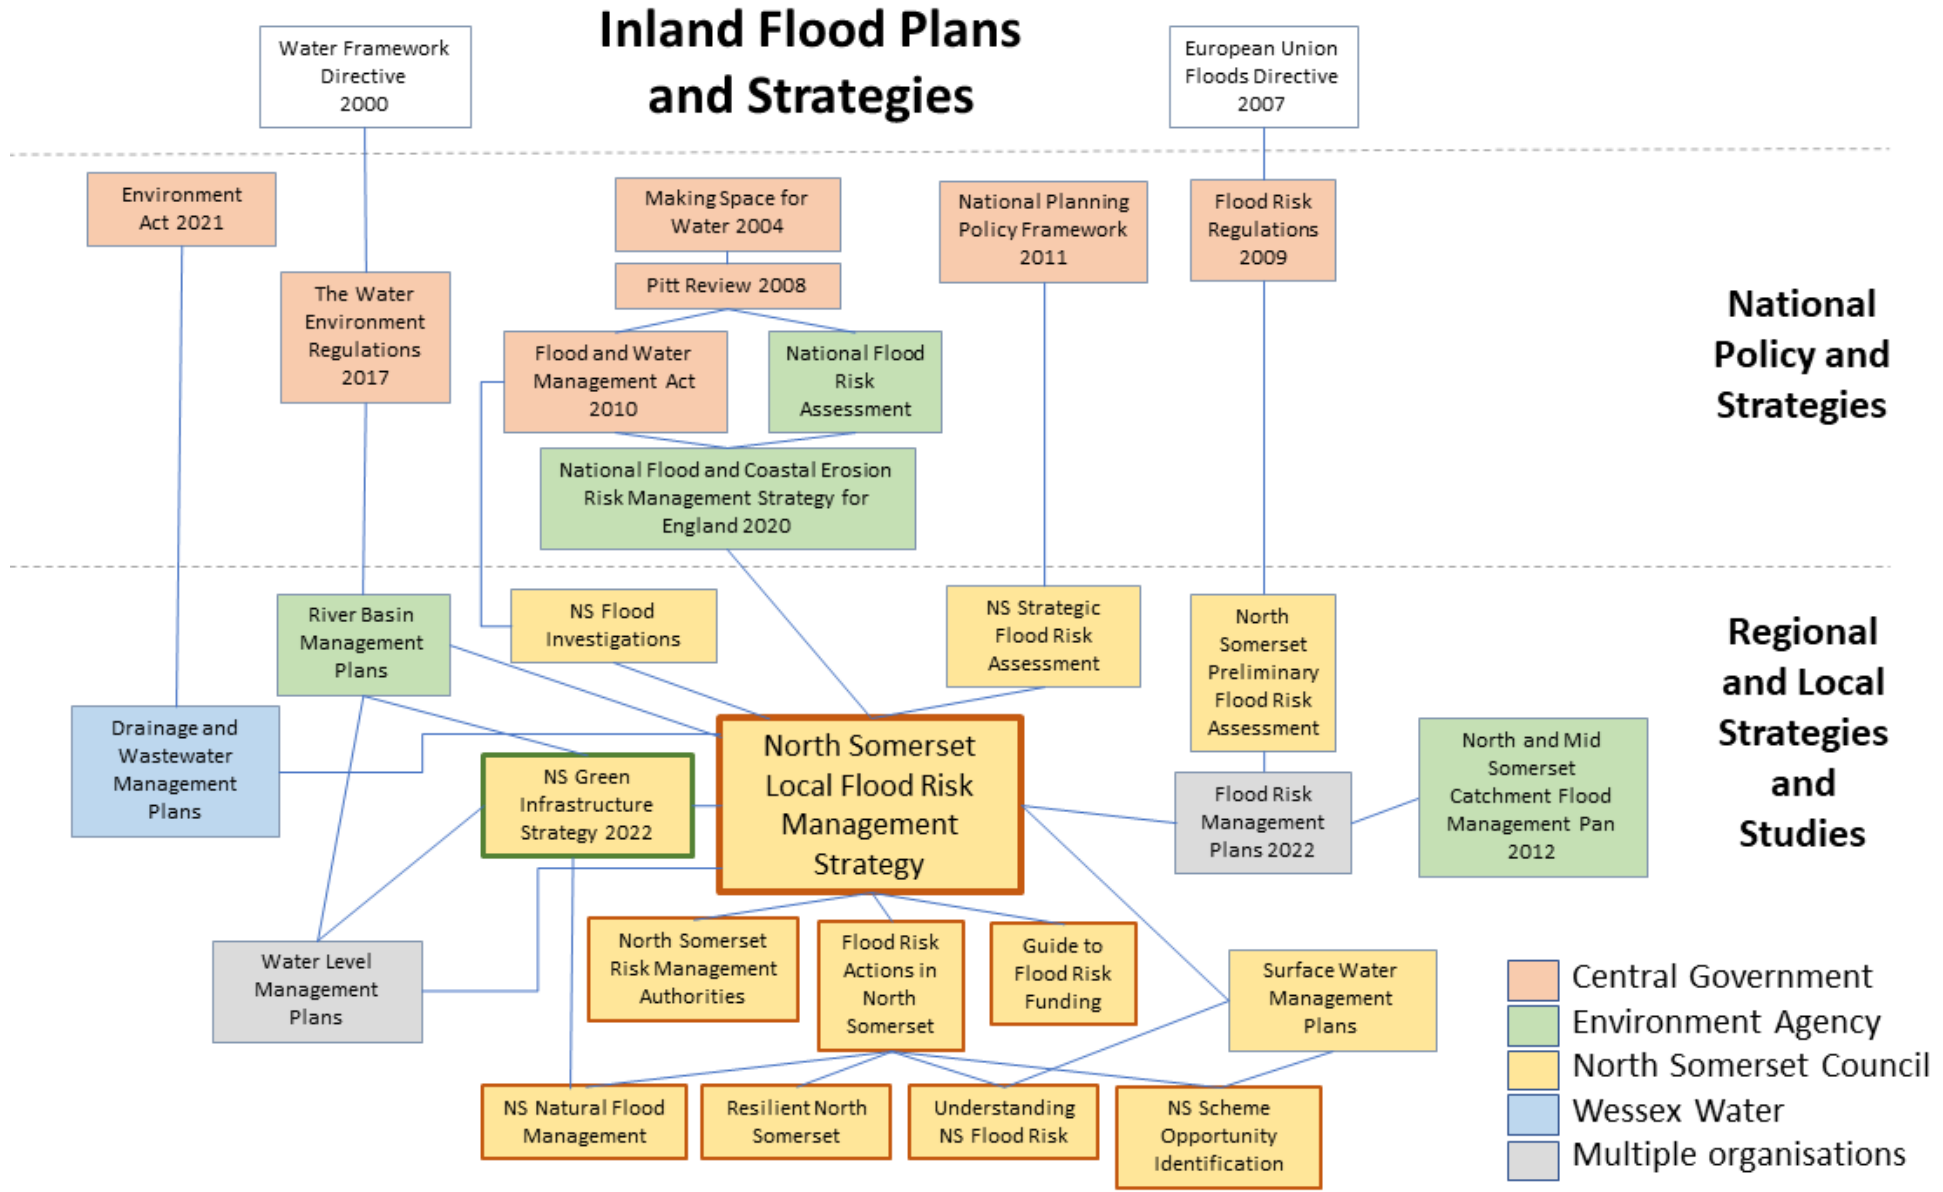 Inland Flood Plans
and Strategies
Water Framework
Directive
2000
European Union
Floods Directive
2007
Environment
Act 2021
Making Space for
Water 2004
National Planning
Policy Framework
2011
Flood Risk
Regulations
2009
Pitt Review 2008
The Water
Environment
Regulations
2017
Flood and Water
Management Act
2010
National Flood
Risk
Assessment
National
Policy and
Strategies
National Flood and Coastal Erosion
Risk Management Strategy for
England 2020
River Basin
Management
Plans
NS Flood
Investigations
NS Strategic
Flood Risk
Assessment
North
Somerset
Preliminary
Flood Risk
Assessment
Regional
and Local
Strategies
and
Studies
Drainage and
Wastewater
Management
Plans
NS Green
Infrastructure
Strategy 2022
North Somerset
Local Flood Risk
Management
Strategy
Flood Risk
Management
Plans 2022
North and Mid
Somerset
Catchment Flood
Management Pan
2012
Water Level
Management
Plans
North Somerset
Risk Management
Authorities
Flood Risk
Actions in
North
Somerset
Guide to
Flood Risk
Funding
Surface Water
Management
Plans
NS Natural Flood
Management
Resilient North
Somerset
Understanding
NS Flood Risk
NS Scheme
Opportunity
Identification
Central Government
Environment Agency
North Somerset Council
Wessex Water
Multiple organisations